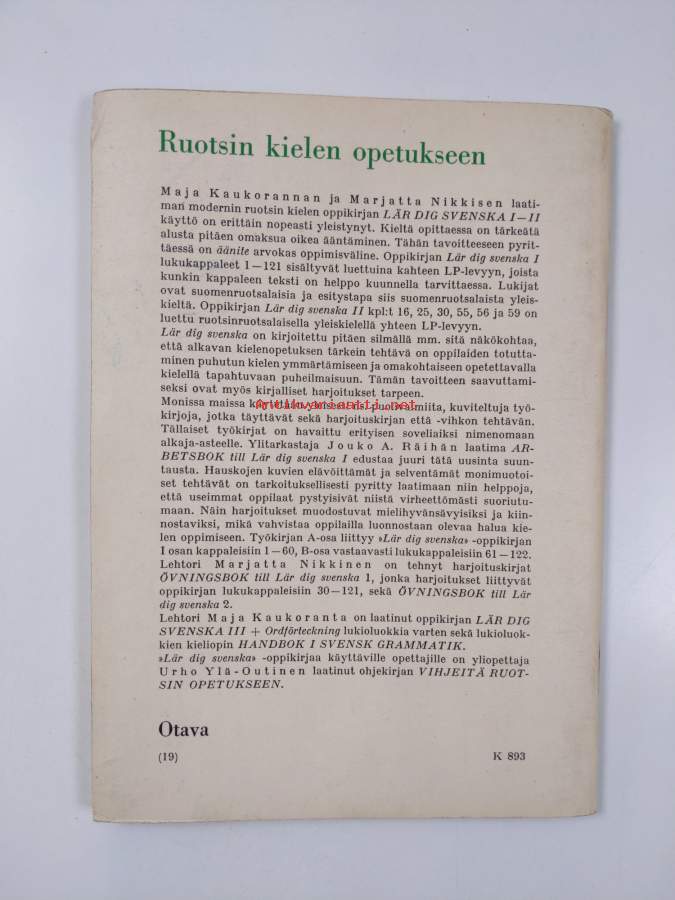 Ruotsin kielen opetukseen
Maja Kaukorannan ja Marjatta Nikkisen laati-
man modernin ruotsin kielen oppikirjan LÄR DIG SVENSKA I—II
käyttö on erittäin nopeasti yleistynyt. Kieltä opittaessa on tärkeätä
alusta pitäen omaksua oikea ääntäminen. Tähän tavoitteeseen pyrit-
täessä on äänite arvokas oppimisväline. Oppikirjan Lär dig svenska I
lukukappaleet 1—121 sisältyvät luettuina kahteen LP-levyyn, joista
kunkin kappaleen teksti on helppo kuunnella tarvittaessa. Lukijat
ovat suomenruotsalaisia ja esitystapa siis suomenruotsalaista yleis-
kieltä. Oppikirjan Lär dig svenska II kpl:t 16, 25, 30, 55, 56 ja 59 on
luettu ruotsinruotsalaisella yleiskielellä yhteen LP-levyyn.
Lär dig svenska on kirjoitettu pitäen silmällä mm. sitä näkökohtaa,
että alkavan kielenopetuksen tärkein tehtävä on oppilaiden totutta-
minen puhutun kielen ymmärtämiseen ja omakohtaiseen opetettavalla
kielellä tapahtuvaan puheilmaisuun. Tämän tavoitteen saavuttami-
seksi ovat myös kirjalliset harjoitukset tarpeen.
Monissa maissa käytetään nykyisin ns. puolivalmiita, kuviteltuja työ-
Antikvariaatti.net
kirjoja, jotka täyttävät sekä harjoituskirjan että -vihkon tehtävän.
Tällaiset työkirjat on havaittu erityisen soveliaiksi nimenomaan
alkaja-asteelle. Ylitarkastaja Jouko A. Räihän laatima AR-
BETSBOK till Lär dig svenska I edustaa juuri tätä uusinta suun-
tausta. Hauskojen kuvien elävöittämät ja selventämät monimuotoi-
set tehtävät on tarkoituksellisesti pyritty laatimaan niin helppoja,
että useimmat oppilaat pystyisivät niistä virheettömästi suoriutu-
maan. Näin harjoitukset muodostuvat mielihyvänsävyisiksi ja kiin-
nostaviksi, mikä vahvistaa oppilailla luonnostaan olevaa halua kie-
len oppimiseen. Työkirjan A-osa liittyy »Lär dig svenska» -oppikirjan
I osan kappaleisiin 1—60, B-osa vastaavasti lukukappaleisiin 61—122.
Lehtori Marjatta Nikkinen on tehnyt harjoituskirjat
ÖVNINGSBOK till Lär dig svenska 1, jonka harjoitukset liittyvät
oppikirjan lukukappaleisiin 30—121, sekä ÖVNINGSBOK till Lär
dig svenska 2.
Lehtori Maja Kaukoranta on laatinut oppikirjan LÄR DIG
SVENSKA III + Ordförteckning lukioluokkia varten sekä lukioluok-
kien kieliopin HANDBOK I SVENSK GRAMMATIK.
»Lär dig svenska» -oppikirjaa käyttäville opettajille on yliopettaja
Urho Ylä-Outinen laatinut ohjekirjan VIHJEITÄ RUOT-
SIN OPETUKSEEN.
Otava
(19)
K 893